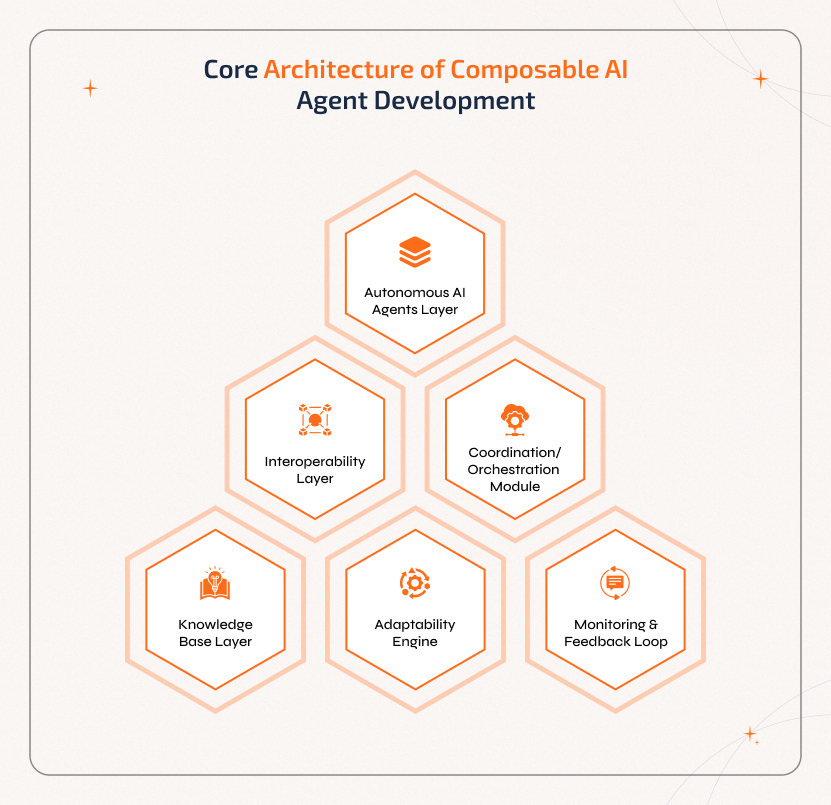 Core Architecture of Composable AI
Agent Development
Autonomous AI
Agents Layer
Interoperability
Layer
Coordination/
Orchestration
Module
Knowledge
Base Layer
Adaptability
Engine
Monitoring &
Feedback Loop